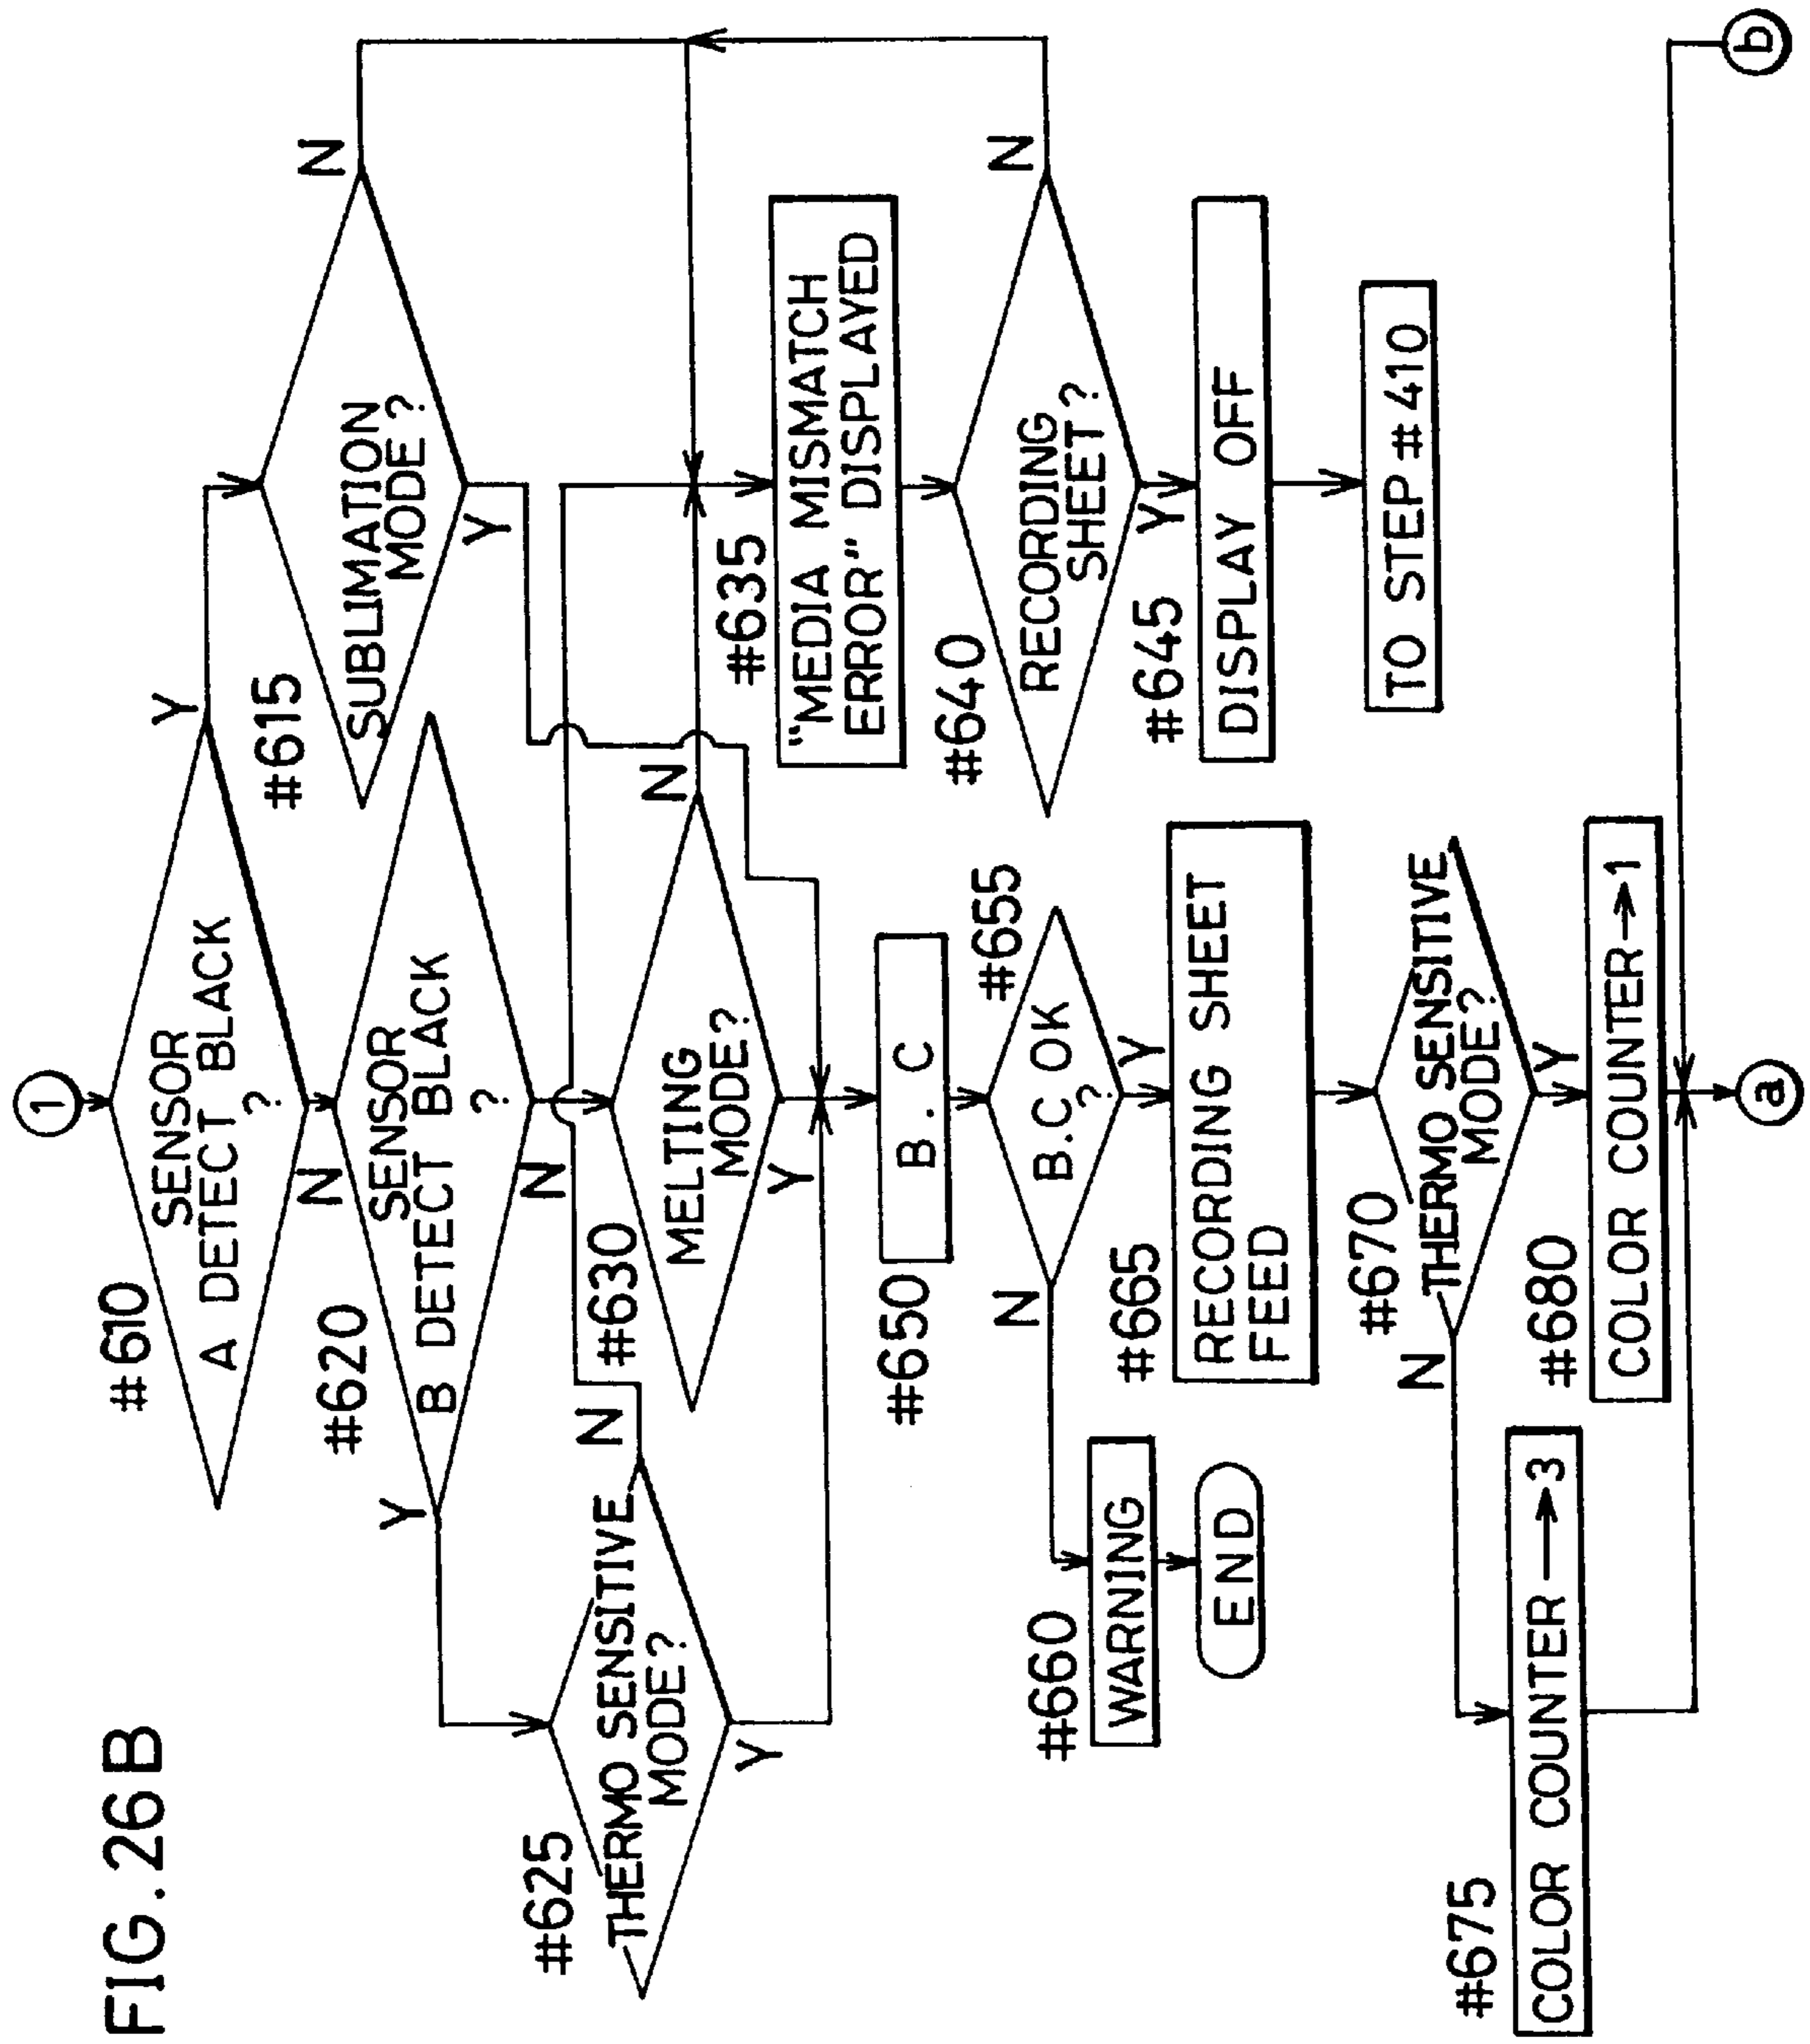 FIG. 26B
1
#610
SENSOR
A DETECT BLACK
?
Y
N
#615
SUBLIMATION
MODE ?
N
Y
#620
SENSOR
B DETECT BLACK
?
Y
N
#625
THERMO SENSITIVE
MODE?
N
Y
#630
MELTING
MODE?
N
Y
#635
"MEDIA MISMATCH
ERROR" DISPLAYED
#640
RECORDING
SHEET ?
N
Y
#645
DISPLAY OFF
TO STEP #410
#650
B. C
#655
B.C OK
?
N
Y
#660
WARNING
END
#665
RECORDING SHEET
FEED
#670
THERMO SENSITIVE
MODE?
N
Y
#675
COLOR COUNTER→3
#680
COLOR COUNTER→1
a
b